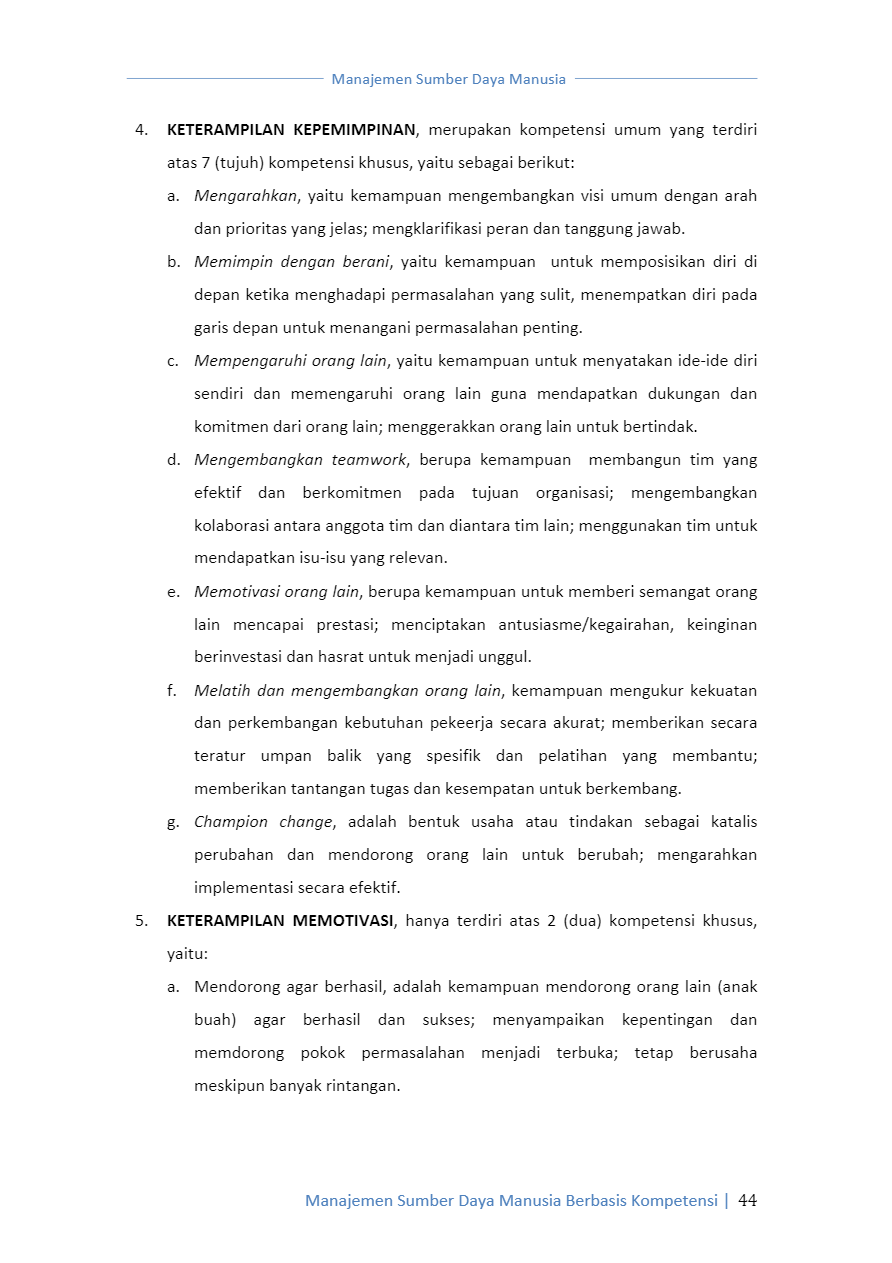 Manajemen Sumber Daya Manusia
4. KETERAMPILAN KEPEMIMPINAN, merupakan kompetensi umum yang terdiri
atas 7 (tujuh) kompetensi khusus, yaitu sebagai berikut:
a. Mengarahkan, yaitu kemampuan mengembangkan visi umum dengan arah
dan prioritas yang jelas; mengklarifikasi peran dan tanggung jawab.
b. Memimpin dengan berani, yaitu kemampuan untuk memposisikan diri di
depan ketika menghadapi permasalahan yang sulit, menempatkan diri pada
garis depan untuk menangani permasalahan penting.
c. Mempengaruhi orang lain, yaitu kemampuan untuk menyatakan ide-ide diri
sendiri dan memengaruhi orang lain guna mendapatkan dukungan dan
komitmen dari orang lain; menggerakkan orang lain untuk bertindak.
d. Mengembangkan teamwork, berupa kemampuan membangun tim yang
efektif dan berkomitmen pada tujuan organisasi; mengembangkan
kolaborasi antara anggota tim dan diantara tim lain; menggunakan tim untuk
mendapatkan isu-isu yang relevan.
e. Memotivasi orang lain, berupa kemampuan untuk memberi semangat orang
lain mencapai prestasi; menciptakan antusiasme/kegairahan, keinginan
berinvestasi dan hasrat untuk menjadi unggul.
f. Melatih dan mengembangkan orang lain, kemampuan mengukur kekuatan
dan perkembangan kebutuhan pekeerja secara akurat; memberikan secara
teratur umpan balik yang spesifik dan pelatihan yang membantu;
memberikan tantangan tugas dan kesempatan untuk berkembang.
g. Champion change, adalah bentuk usaha atau tindakan sebagai katalis
perubahan dan mendorong orang lain untuk berubah; mengarahkan
implementasi secara efektif.
5. KETERAMPILAN MEMOTIVASI, hanya terdiri atas 2 (dua) kompetensi khusus,
yaitu:
a. Mendorong agar berhasil, adalah kemampuan mendorong orang lain (anak
buah) agar berhasil dan sukses; menyampaikan kepentingan dan
memdorong pokok permasalahan menjadi terbuka; tetap berusaha
meskipun banyak rintangan.
Manajemen Sumber Daya Manusia Berbasis Kompetensi | 44